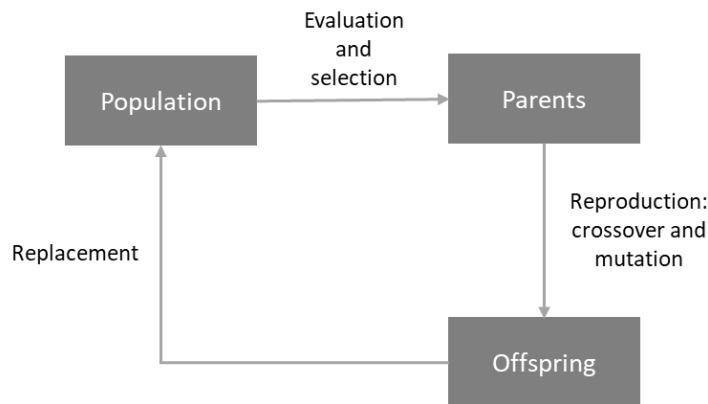 Evaluation
and
selection
Population
Parents
Reproduction:
crossover and
mutation
Replacement
Offspring